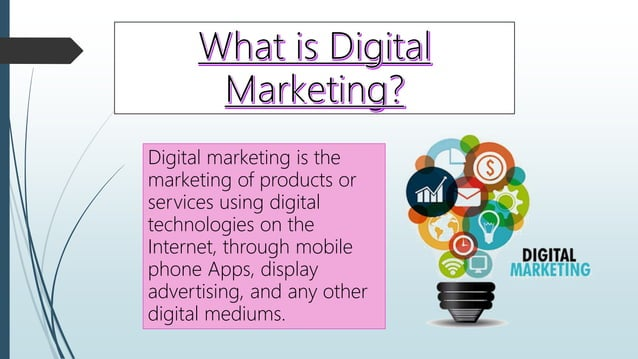 What is Digital
Marketing?
Digital marketing is the
marketing of products or
services using digital
technologies on the
Internet, through mobile
phone Apps, display
advertising, and any other
digital mediums.
DIGITAL
MARKETING